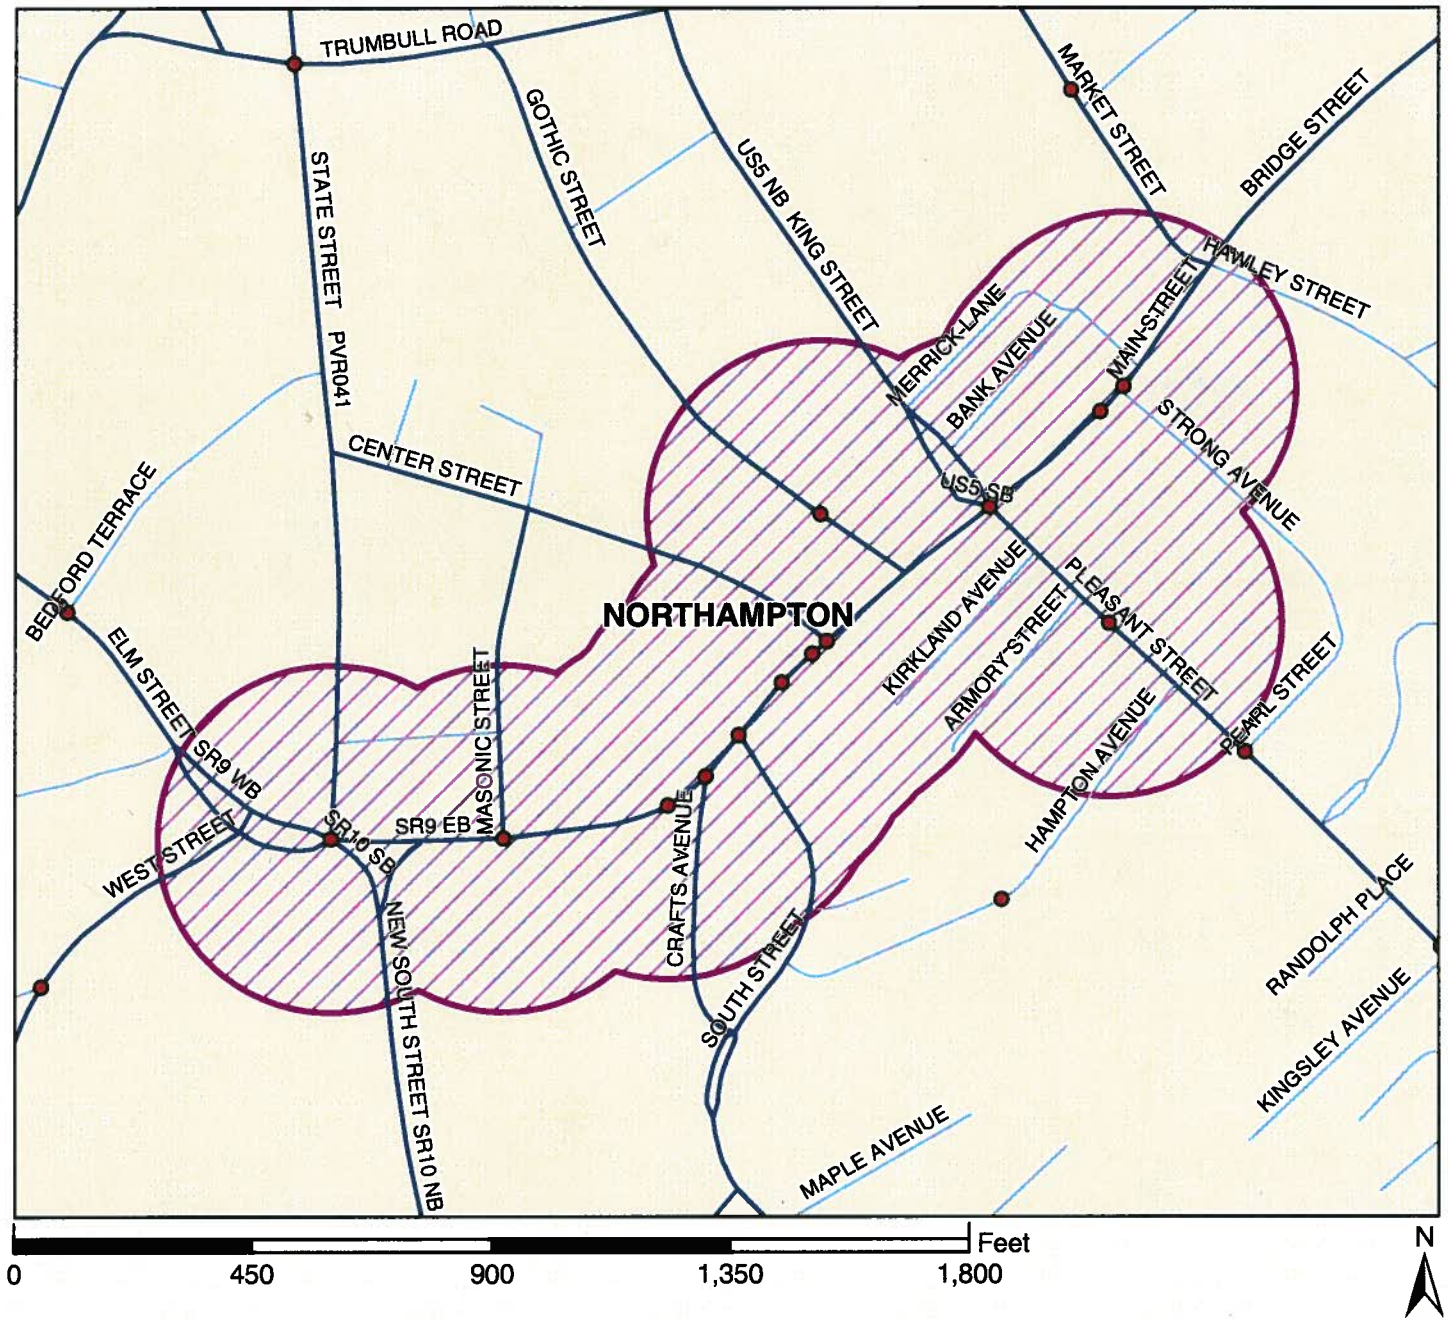 TRUMBULL ROAD
MARKET STREET
BRIDGE STREET
GOTHIC STREET
STATE STREET PVR041
US5 NB KING STREET
HAWLEY STREET
MERRICK LANE
BANK AVENUE
MAIN STREET
STRONG AVENUE
CENTER STREET
US5 SB
BEDFORD TERRACE
KIRKLAND AVENUE
PLEASANT STREET
ARMORY STREET
NORTHAMPTON
ELM STREET
SR9 WB
MASONIC STREET
PEARL STREET
HAMPTON AVENUE
WEST STREET
SR10 SB
SR9 EB
CRAFTS AVENUE
SOUTH STREET
NEW SOUTH STREET SR10 NB
RANDOLPH PLACE
KINGSLEY AVENUE
MAPLE AVENUE
Feet
N
0 450 900 1,350 1,800